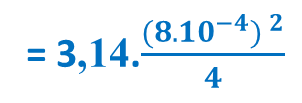 = 3,14. (8.10⁻⁴)² / 4